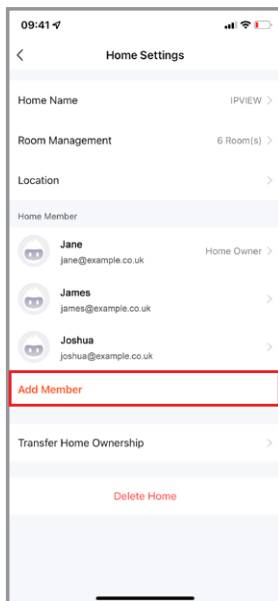 09:41
Home Settings
Home Name IPVIEW
Room Management 6 Room(s)
Location
Home Member
Jane Home Owner
jane@example.co.uk
James
james@example.co.uk
Joshua
joshua@example.co.uk
Add Member
Transfer Home Ownership
Delete Home